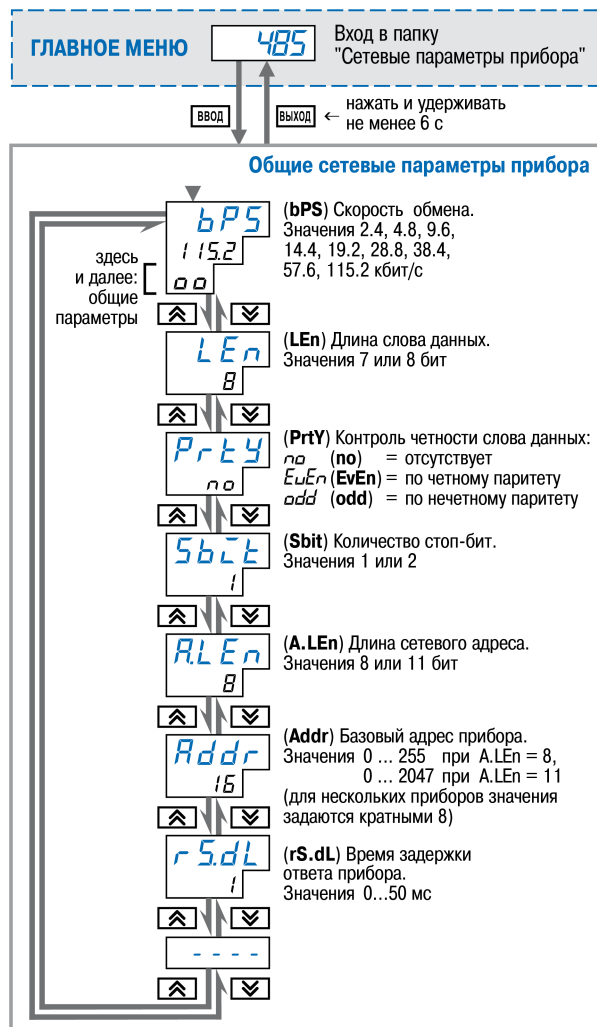 ГЛАВНОЕ МЕНЮ
485
Вход в папку
"Сетевые параметры прибора"
ВВОД
ВЫХОД
← нажать и удерживать
не менее 6 с
Общие сетевые параметры прибора
bPS
115.2
oo
здесь
и далее:
общие
параметры
(bPS) Скорость обмена.
Значения 2.4, 4.8, 9.6,
14.4, 19.2, 28.8, 38.4,
57.6, 115.2 кбит/с
LEn
8
(LEn) Длина слова данных.
Значения 7 или 8 бит
PrtY
no
(PrtY) Контроль четности слова данных:
no (no) = отсутствует
EvEn (EvEn) = по четному паритету
odd (odd) = по нечетному паритету
Sbit
1
(Sbit) Количество стоп-бит.
Значения 1 или 2
A.LEn
8
(A.LEn) Длина сетевого адреса.
Значения 8 или 11 бит
Addr
16
(Addr) Базовый адрес прибора.
Значения 0 ... 255 при A.LEn = 8,
0 ... 2047 при A.LEn = 11
(для нескольких приборов значения
задаются кратными 8)
rS.dL
1
(rS.dL) Время задержки
ответа прибора.
Значения 0...50 мс
- - - -